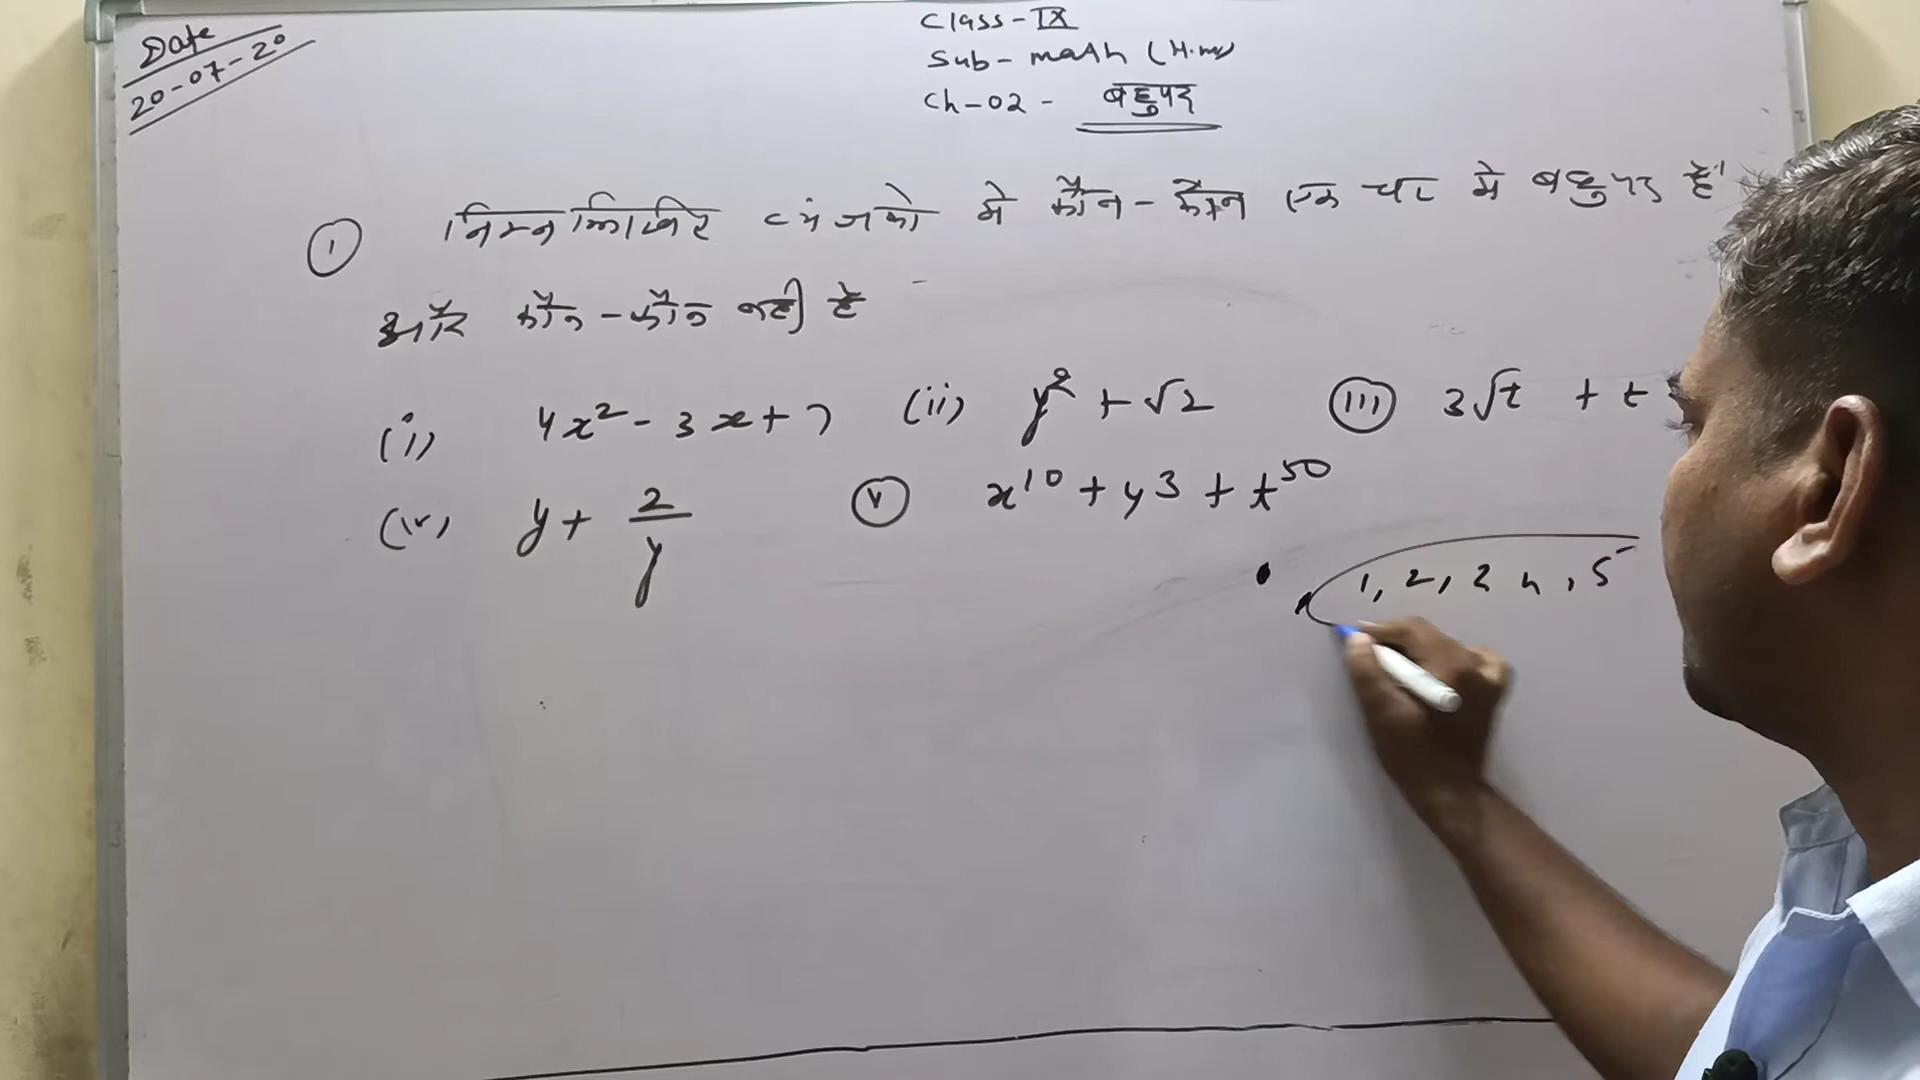 Date
20-07-20
Class-IX
Sub- math (
Ch-02- बहुपद
1 निम्नलिखित व्यंजको मे कौन-कौन एक चर मे बहुपद है।
और कौन-कौन नही है
(i) 4x²-3x+7 (ii) y²+√2 (iii) 3√t + t
(iv) y+2/y (v) x¹⁰+y3+t⁵⁰
1, 2, 3 4, 5